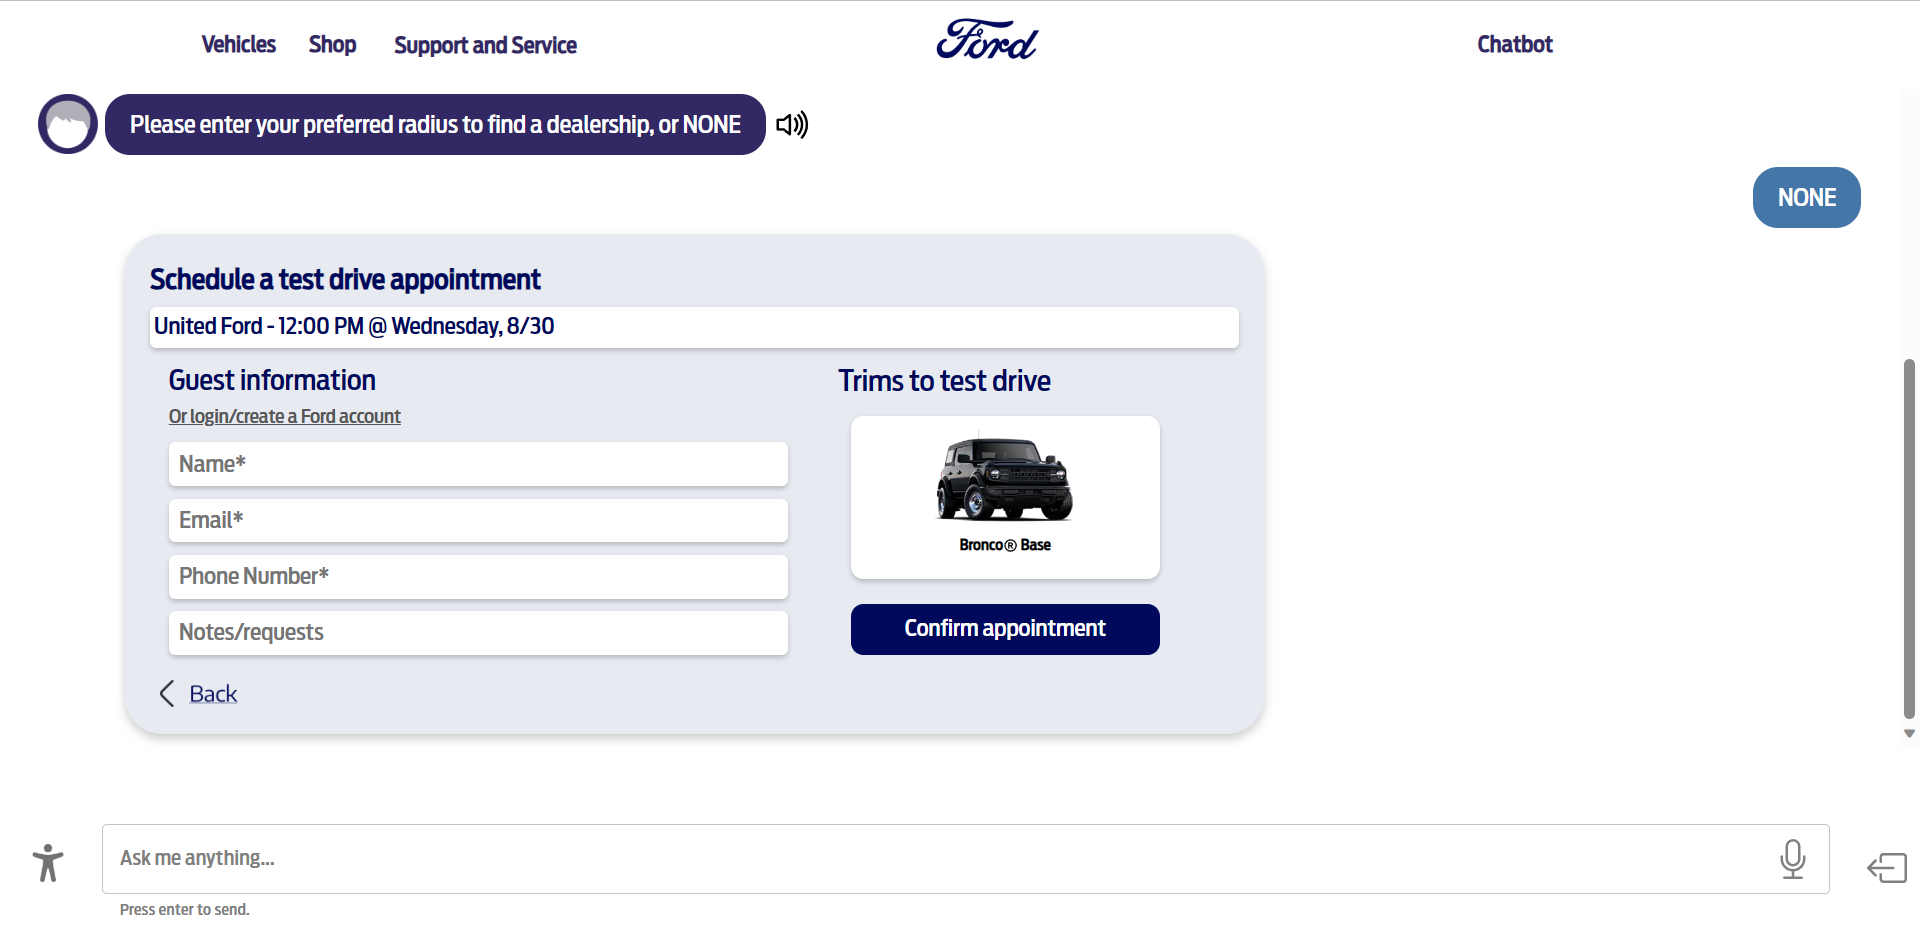 Vehicles Shop Support and Service Ford Chatbot
Please enter your preferred radius to find a dealership, or NONE
NONE
Schedule a test drive appointment
United Ford - 12:00 PM @ Wednesday, 8/30
Guest information
Or login/create a Ford account
Name*
Email*
Phone Number*
Notes/requests
Back
Trims to test drive
Bronco® Base
Confirm appointment
Ask me anything...
Press enter to send.